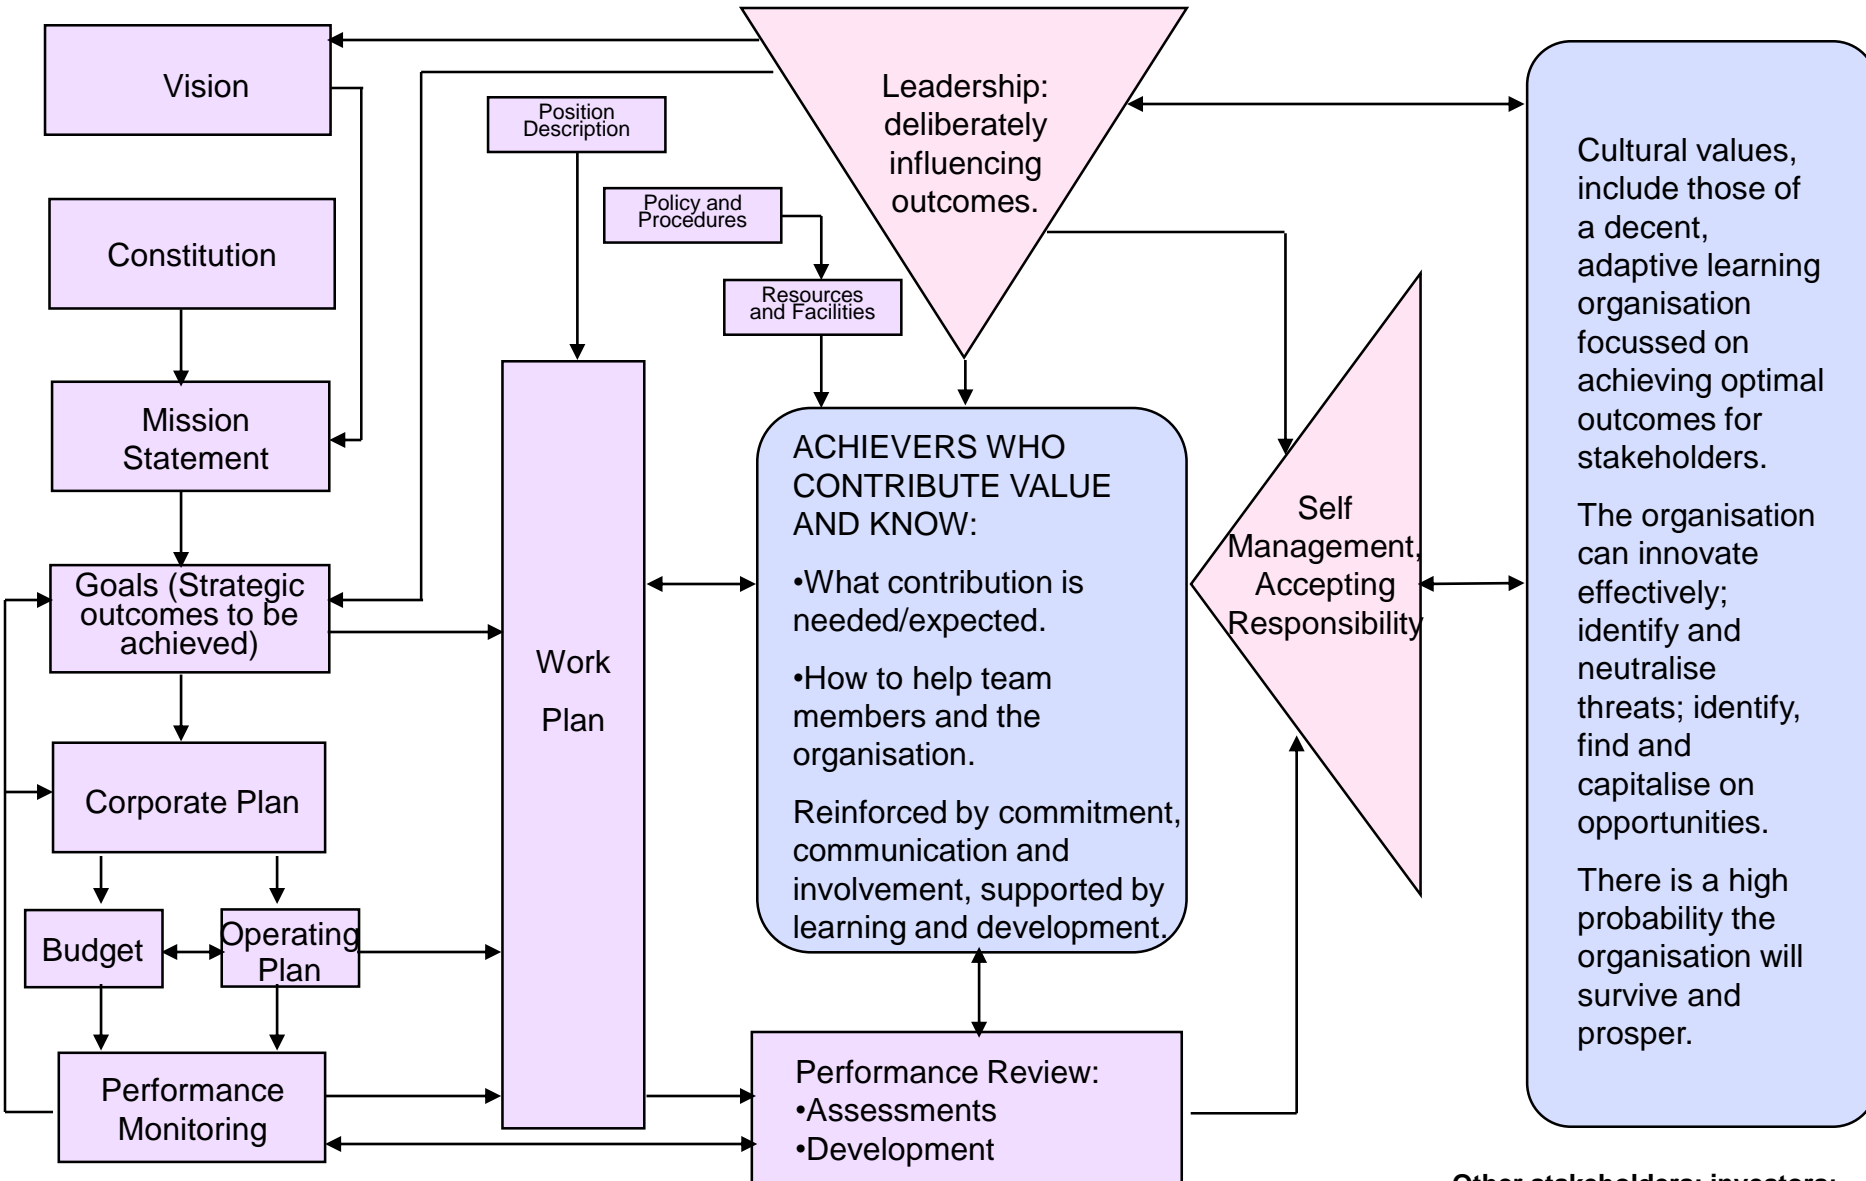 Vision
Constitution
Mission
Statement
Goals (Strategic
outcomes to be
achieved)
Corporate Plan
Budget
Operating
Plan
Performance
Monitoring
Position
Description
Policy and
Procedures
Resources
and Facilities
Work
Plan
Leadership:
deliberately
influencing
outcomes.
ACHIEVERS WHO
CONTRIBUTE VALUE
AND KNOW:
•What contribution is
needed/expected.
•How to help team
members and the
organisation.
Reinforced by commitment,
communication and
involvement, supported by
learning and development.
Performance Review:
•Assessments
•Development
Self
Management,
Accepting
Responsibility
Cultural values,
include those of
a decent,
adaptive learning
organisation
focussed on
achieving optimal
outcomes for
stakeholders.
The organisation
can innovate
effectively;
identify and
neutralise
threats; identify,
find and
capitalise on
opportunities.
There is a high
probability the
organisation will
survive and
prosper.
Other stakeholders: investors;